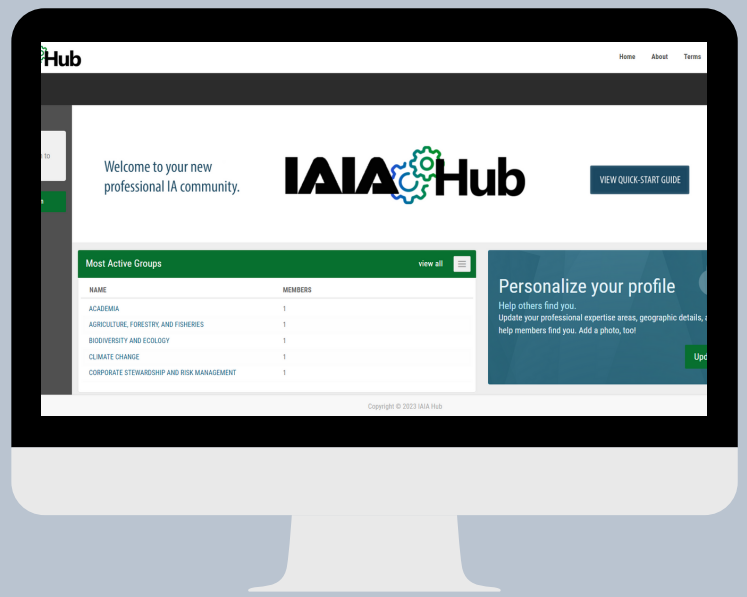 Hub
Home About Terms
to
Welcome to your new
professional IA community.
IAIA Hub
VIEW QUICK-START GUIDE
Most Active Groups view all
NAME MEMBERS
ACADEMIA 1
AGRICULTURE, FORESTRY, AND FISHERIES 1
BIODIVERSITY AND ECOLOGY 1
CLIMATE CHANGE 1
CORPORATE STEWARDSHIP AND RISK MANAGEMENT 1
Personalize your profile
Help others find you.
Update your professional expertise areas, geographic details,
help members find you. Add a photo, too!
Upd
Copyright © 2023 IAIA Hub